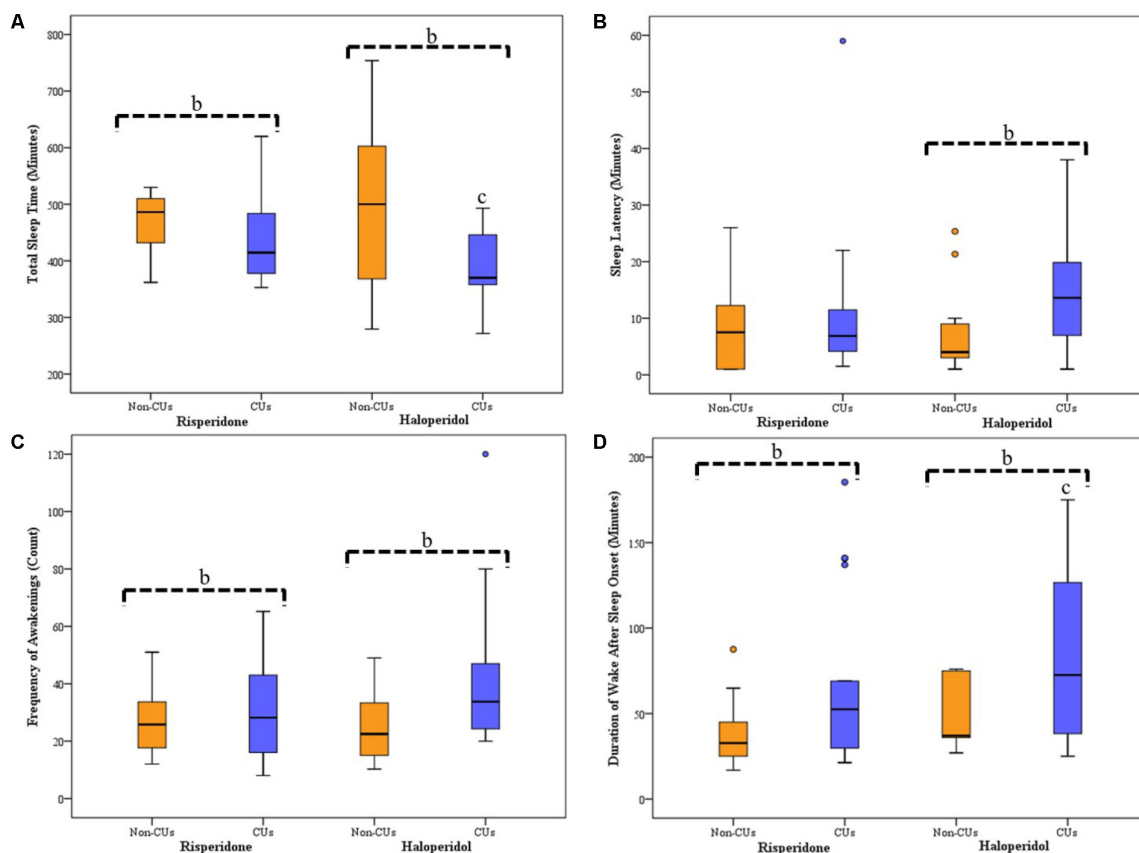 A
Total Sleep Time (Minutes)
800
700
600
500
400
300
200
b
b
c
Non-CUs
CUs
Non-CUs
CUs
Risperidone
Haloperidol
B
Sleep Latency (Minutes)
60
50
40
30
20
10
0
b
Non-CUs
CUs
Non-CUs
CUs
Risperidone
Haloperidol
C
Frequency of Awakenings (Count)
120
100
80
60
40
20
0
b
b
Non-CUs
CUs
Non-CUs
CUs
Risperidone
Haloperidol
D
Duration of Wake After Sleep Onset (Minutes)
200
150
100
50
0
b
b
c
Non-CUs
CUs
Non-CUs
CU
Risperidone
Haloperidol